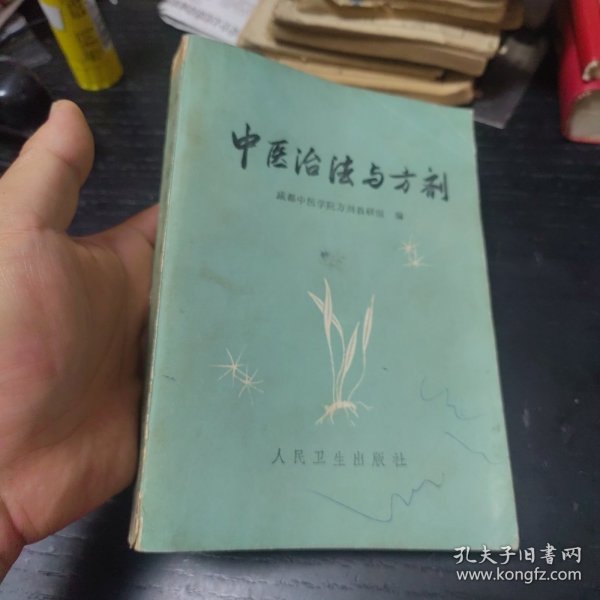 中医治法与方剂
成都中医学院方剂教研组 编
人民卫生出版社
孔夫子旧书网
www.kongfz.com